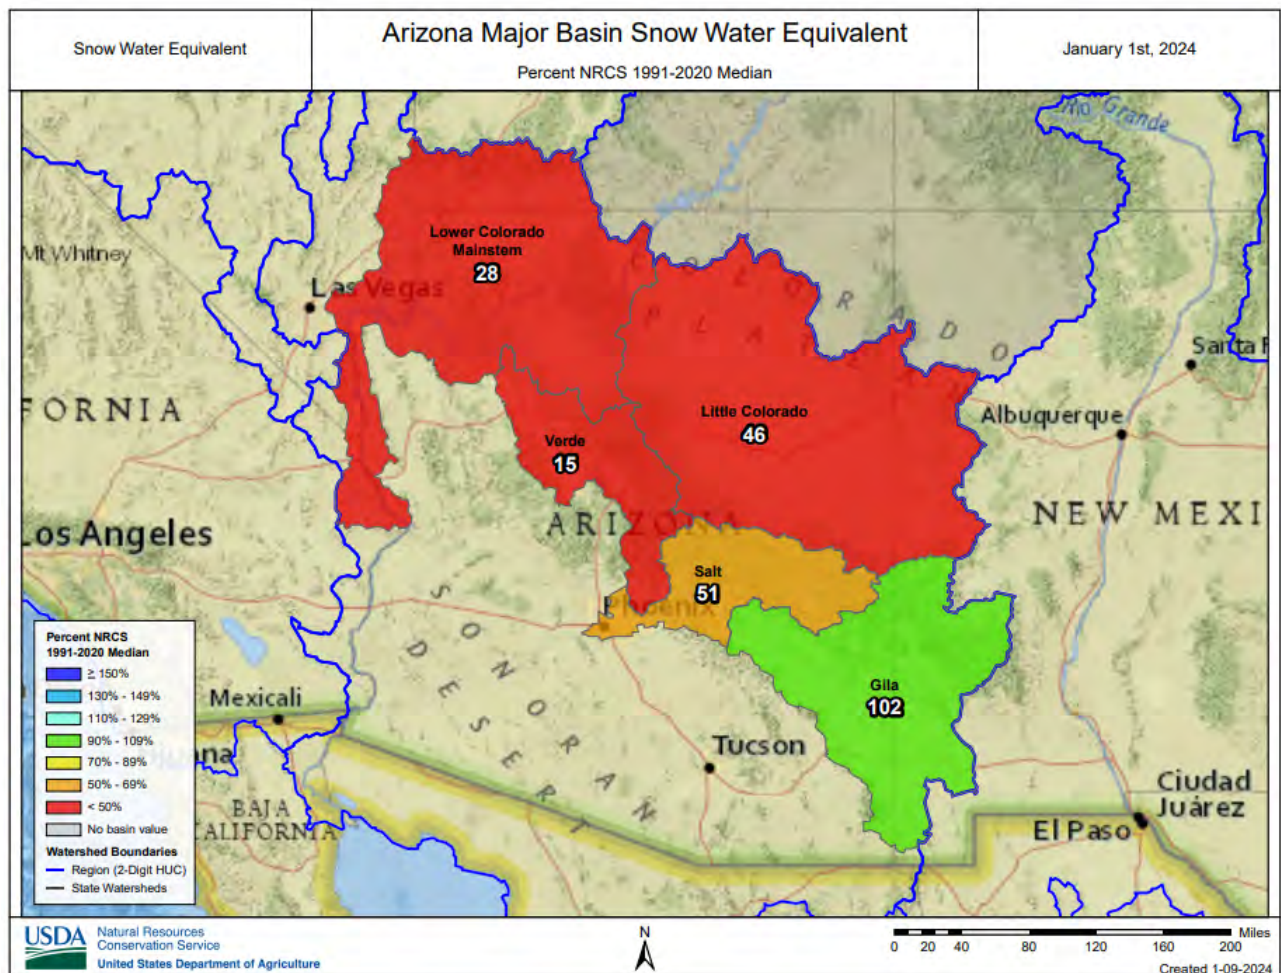 Snow Water Equivalent
Arizona Major Basin Snow Water Equivalent
Percent NRCS 1991-2020 Median
January 1st, 2024
Rio Grande
Mt Whitney
Lower Colorado
Mainstem
28
Las Vegas
COLORADO
PLATEAU
Santa F
FORNIA
Little Colorado
46
Albuquerque
Verde
15
ARIZONA
NEW MEXI
Los Angeles
Salt
51
Phoenix
SONORAN
DESERT
Gila
102
Mexicali
Tucson
ana
BAJA
CALIFORNIA
Ciudad
Juárez
El Paso
Percent NRCS
1991-2020 Median
≥ 150%
130% - 149%
110% - 129%
90% - 109%
70% - 89%
50% - 69%
< 50%
No basin value
Watershed Boundaries
Region (2-Digit HUC)
State Watersheds
USDA
Natural Resources
Conservation Service
United States Department of Agriculture
N
Miles
0 20 40 80 120 160 200
Created 1-09-2024